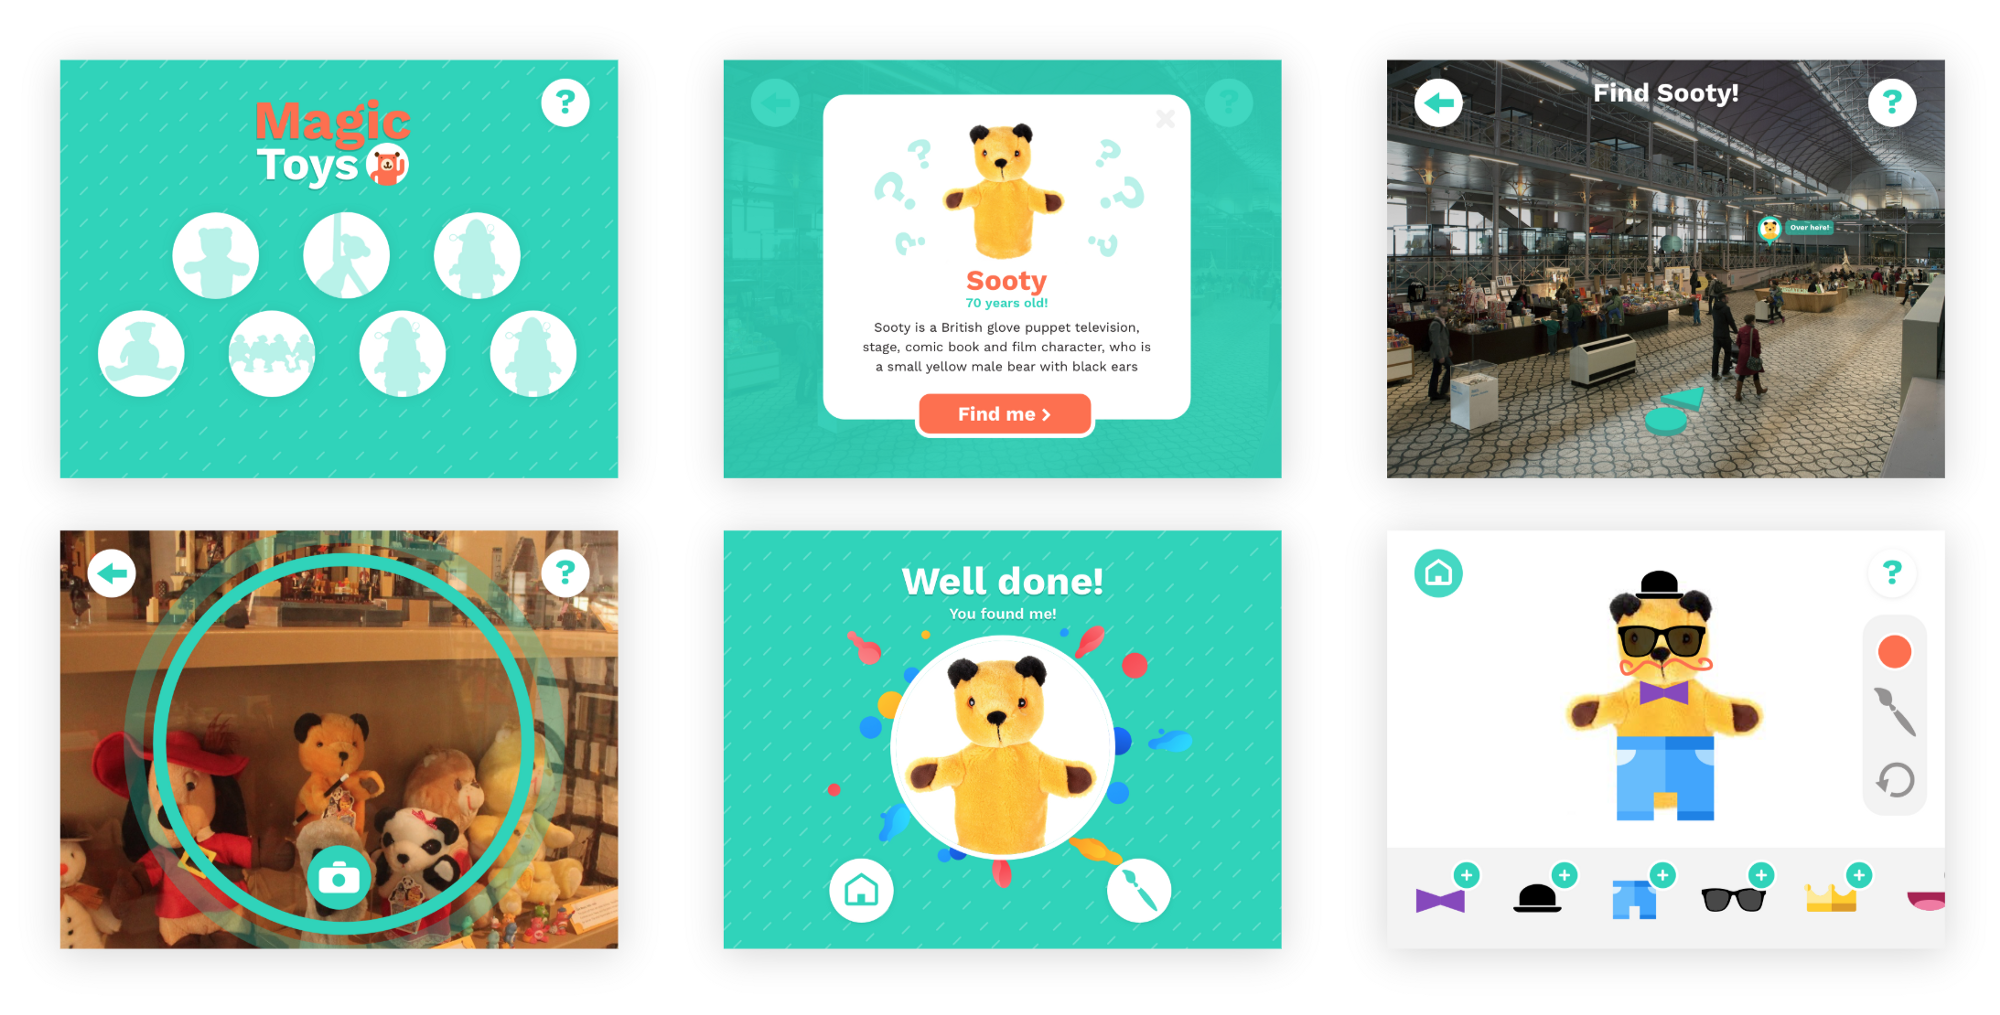 Magic
Toys
?
?
Sooty
70 years old!
Sooty is a British glove puppet television,
stage, comic book and film character, who is
a small yellow male bear with black ears
Find me >
Find Sooty!
?
Over here!
?
Well done!
You found me!
?